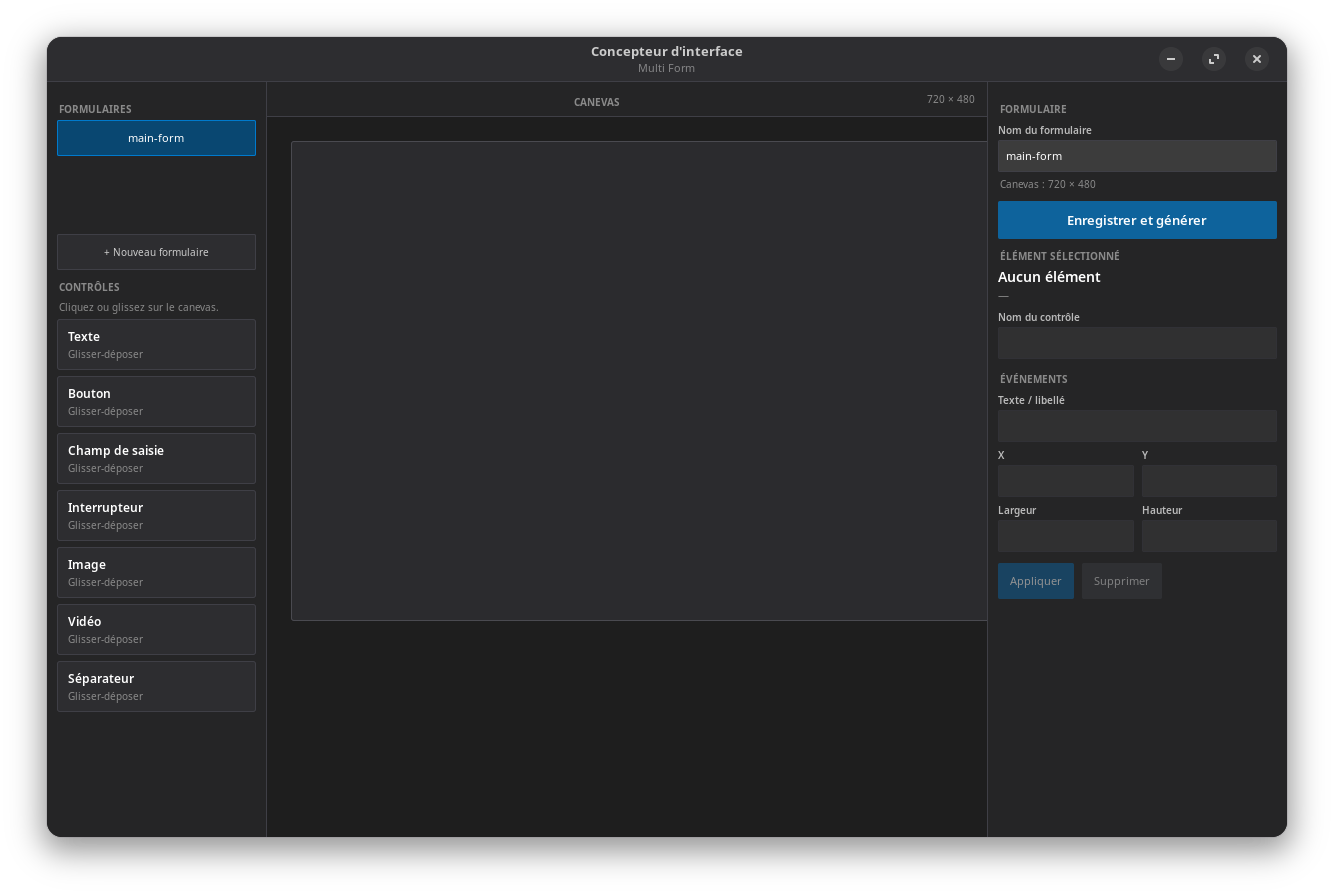 Concepteur d'interface
Multi Form
FORMULAIRES
main-form
+ Nouveau formulaire
CONTRÔLES
Cliquez ou glissez sur le canevas.
Texte
Glisser-déposer
Bouton
Glisser-déposer
Champ de saisie
Glisser-déposer
Interrupteur
Glisser-déposer
Image
Glisser-déposer
Vidéo
Glisser-déposer
Séparateur
Glisser-déposer
CANEVAS
720 × 480
FORMULAIRE
Nom du formulaire
main-form
Canevas : 720 × 480
Enregistrer et générer
ÉLÉMENT SÉLECTIONNÉ
Aucun élément
—
Nom du contrôle
ÉVÉNEMENTS
Texte / libellé
X Y
Largeur Hauteur
Appliquer Supprimer